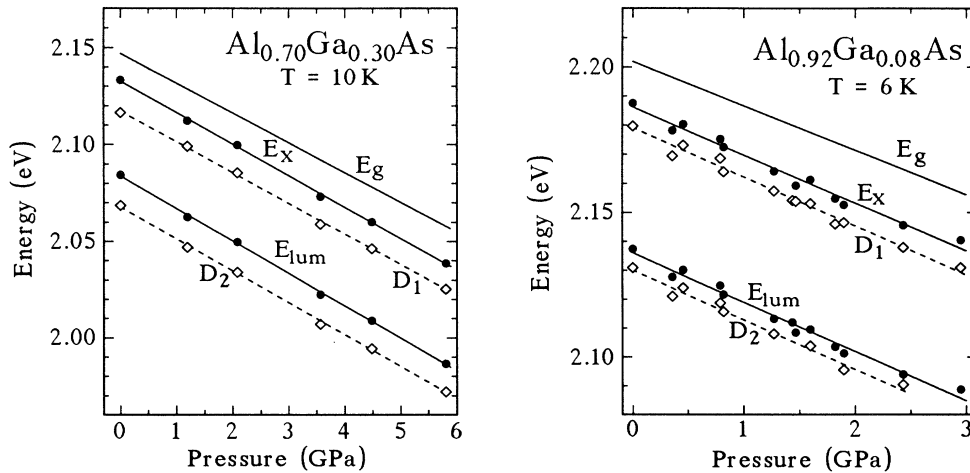 Al0.70Ga0.30As
T = 10 K
2.15
2.10
2.05
2.00
Energy (eV)
EX
Eg
Elum
D2
D1
0 1 2 3 4 5 6
Pressure (GPa)
Al0.92Ga0.08As
T = 6 K
2.20
2.15
2.10
Energy (eV)
Eg
EX
D1
Elum
D2
0 1 2 3
Pressure (GPa)